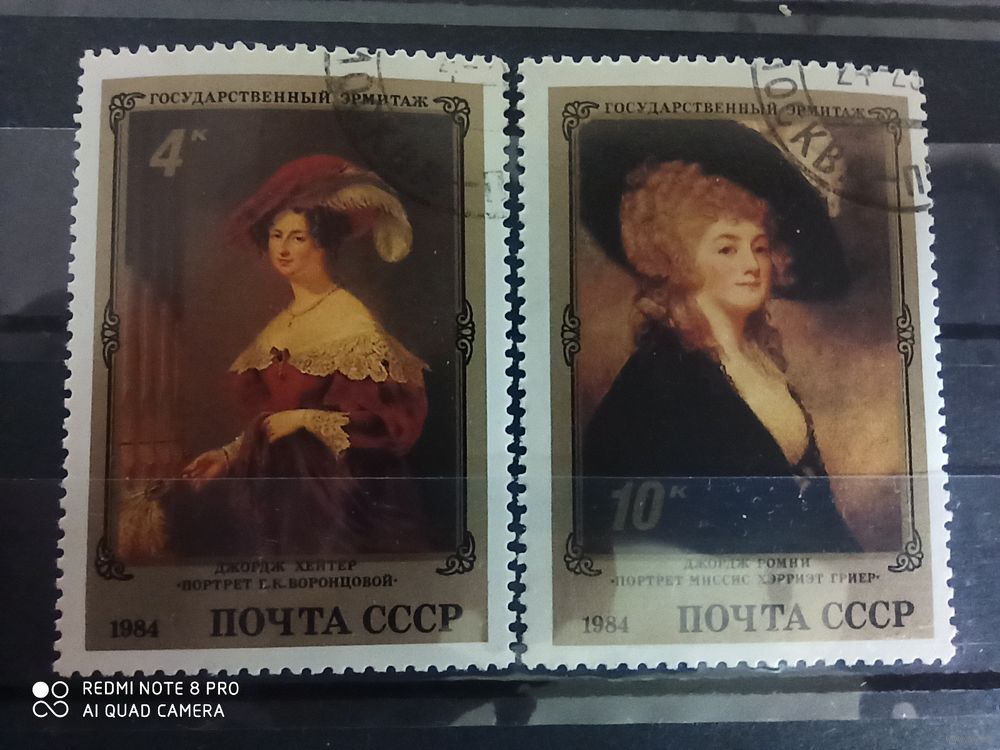 ГОСУДАРСТВЕННЫЙ ЭРМИТАЖ
4к
ДЖОРДЖ ХЕЙТЕР
·ПОРТРЕТ Е.К.ВОРОНЦОВОЙ·
1984 ПОЧТА СССР
ГОСУДАРСТВЕННЫЙ ЭРМИТАЖ
10к
ДЖОРДЖ РОМНИ
·ПОРТРЕТ МИССИС ХЭРРИЭТ ГРИЕР·
1984 ПОЧТА СССР
REDMI NOTE 8 PRO
AI QUAD CAMERA